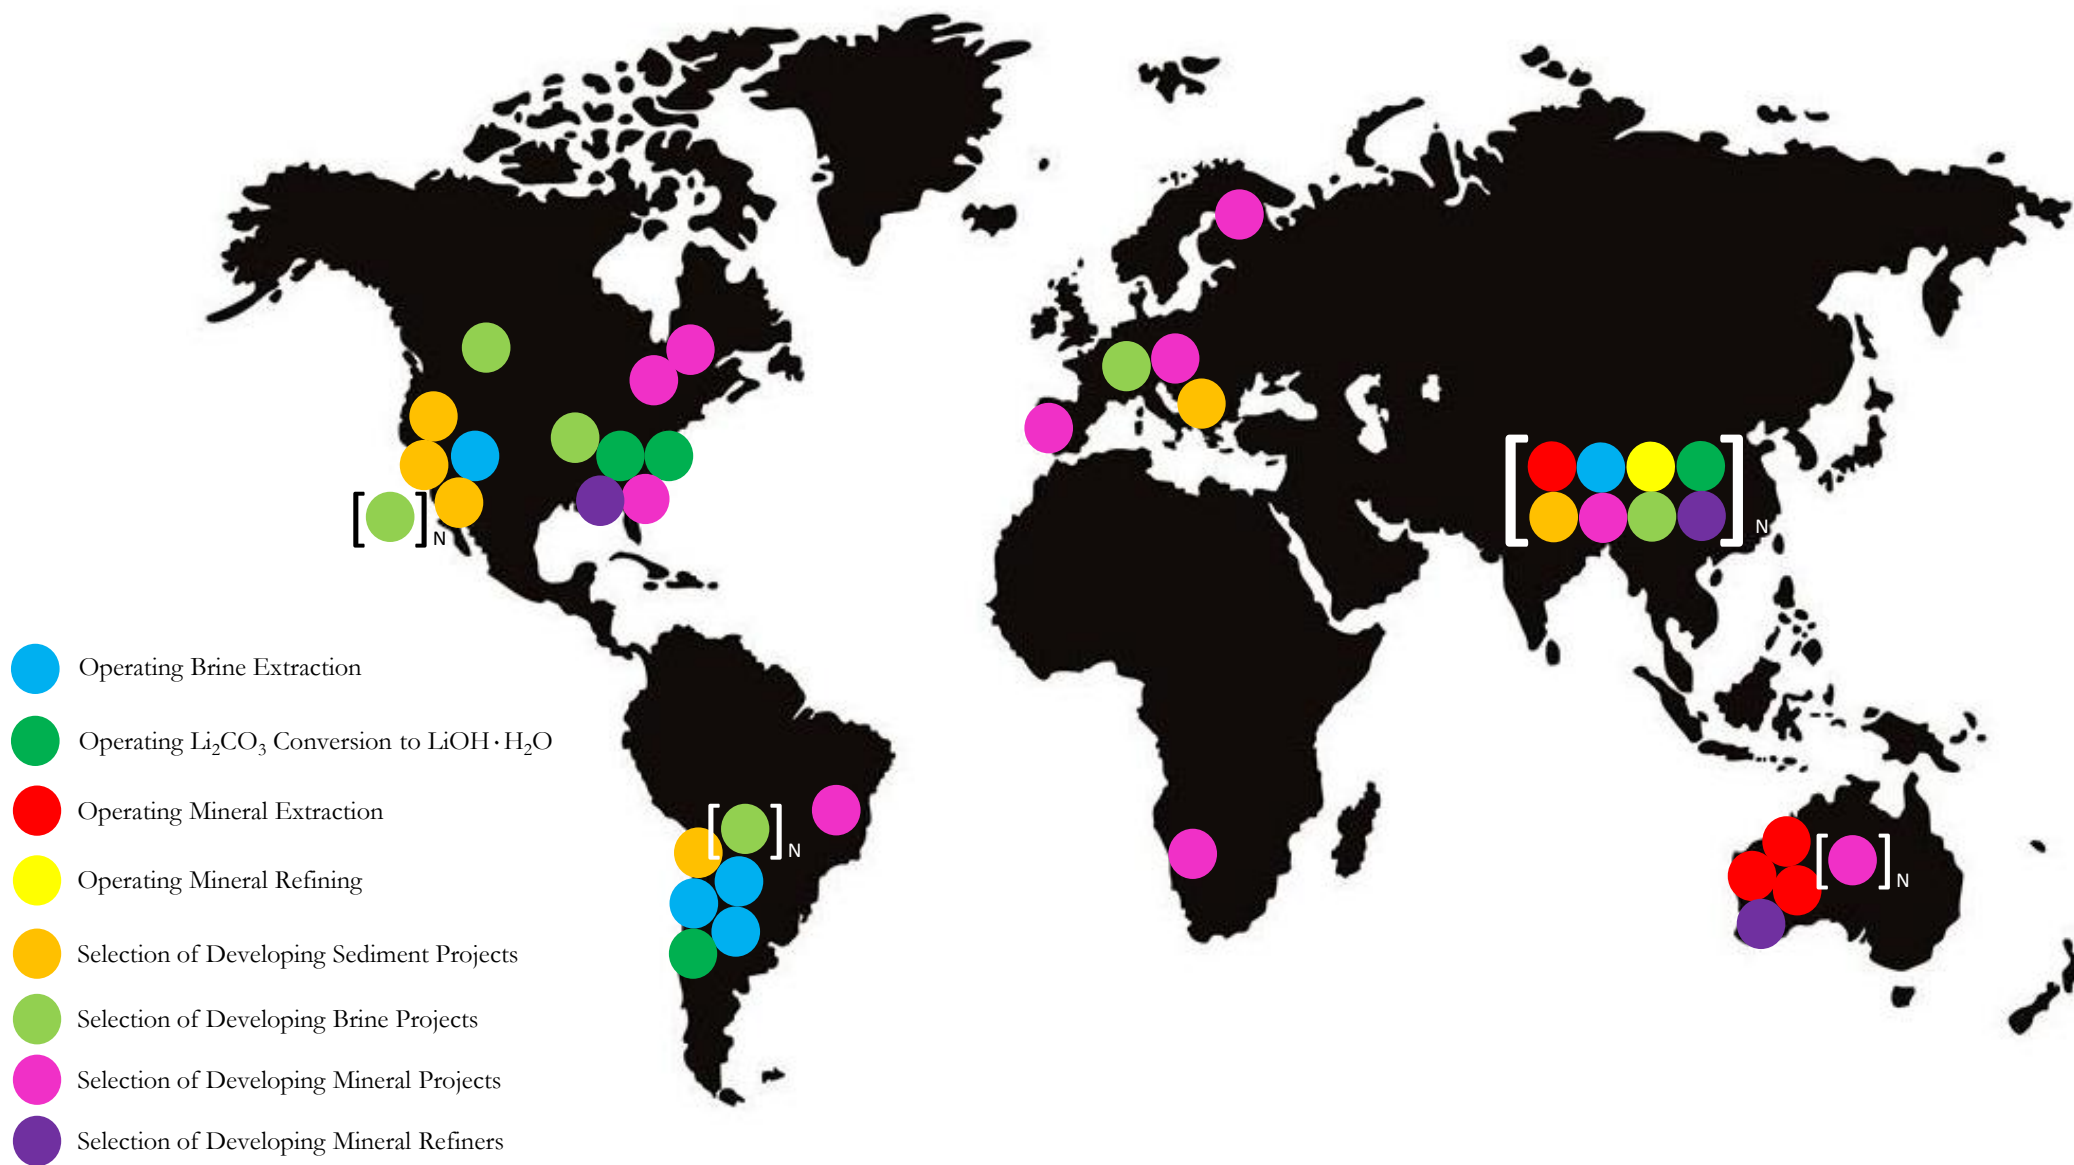 [ ]N
[ ]N
Operating Brine Extraction
Operating Li₂CO₃ Conversion to LiOH·H₂O
Operating Mineral Extraction
[ ]N
[ ]N
Operating Mineral Refining
Selection of Developing Sediment Projects
Selection of Developing Brine Projects
Selection of Developing Mineral Projects
Selection of Developing Mineral Refiners